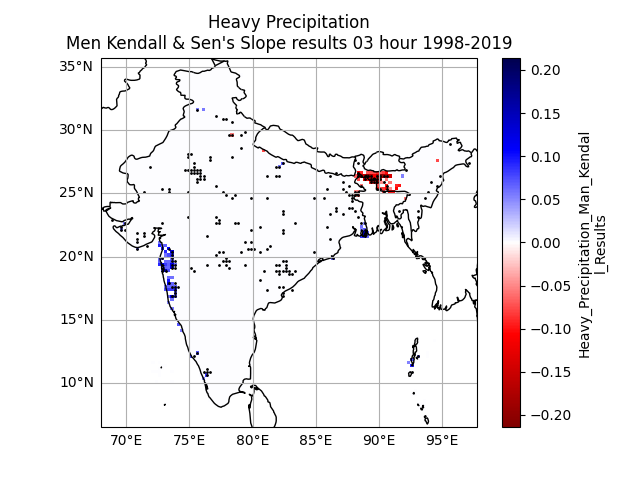 Heavy Precipitation
Men Kendall & Sen's Slope results 03 hour 1998-2019
35°N
30°N
25°N
20°N
15°N
10°N
70°E
75°E
80°E
85°E
90°E
95°E
0.20
0.15
0.10
0.05
0.00
−0.05
−0.10
−0.15
−0.20
Heavy_Precipitation_Man_Kendal
l_Results